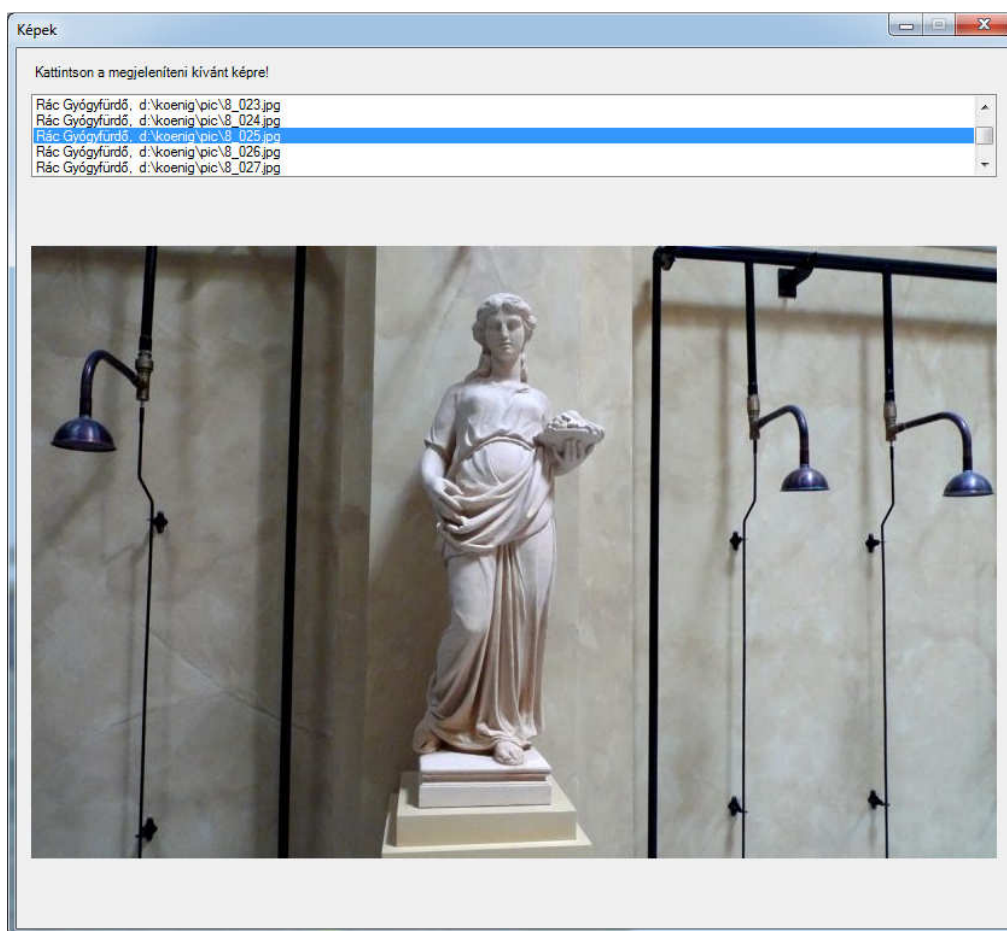 Képek
Kattintson a megjeleníteni kívánt képre!
Rác Gyógyfürdő,  d:\koenig\pic\8_023.jpg
Rác Gyógyfürdő,  d:\koenig\pic\8_024.jpg
Rác Gyógyfürdő,  d:\koenig\pic\8_025.jpg
Rác Gyógyfürdő,  d:\koenig\pic\8_026.jpg
Rác Gyógyfürdő,  d:\koenig\pic\8_027.jpg